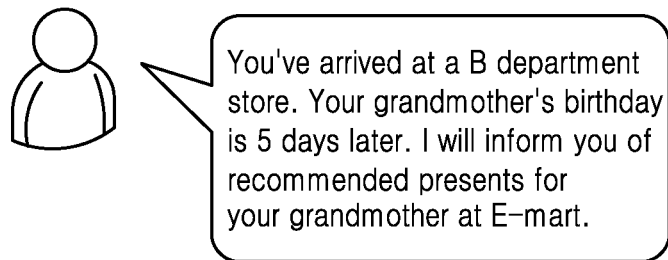 You've arrived at a B department
store. Your grandmother's birthday
is 5 days later. I will inform you of
recommended presents for
your grandmother at E-mart.